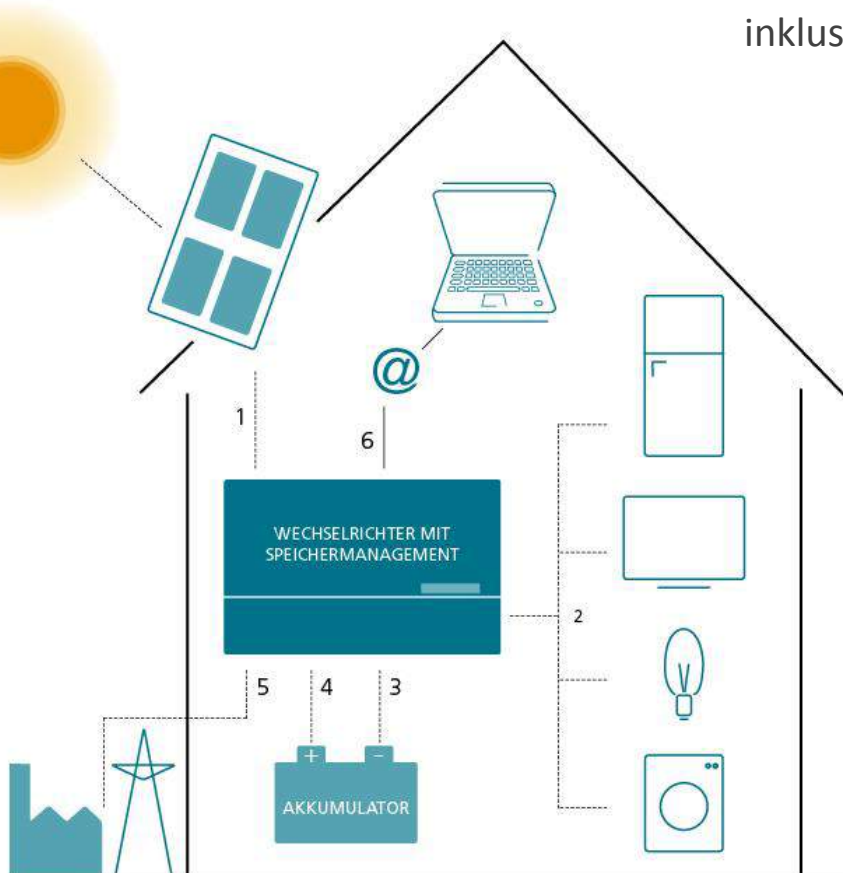 inklus
@
1
6
WECHSELRICHTER MIT
SPEICHERMANAGEMENT
2
5
4
3
+
−
AKKUMULATOR